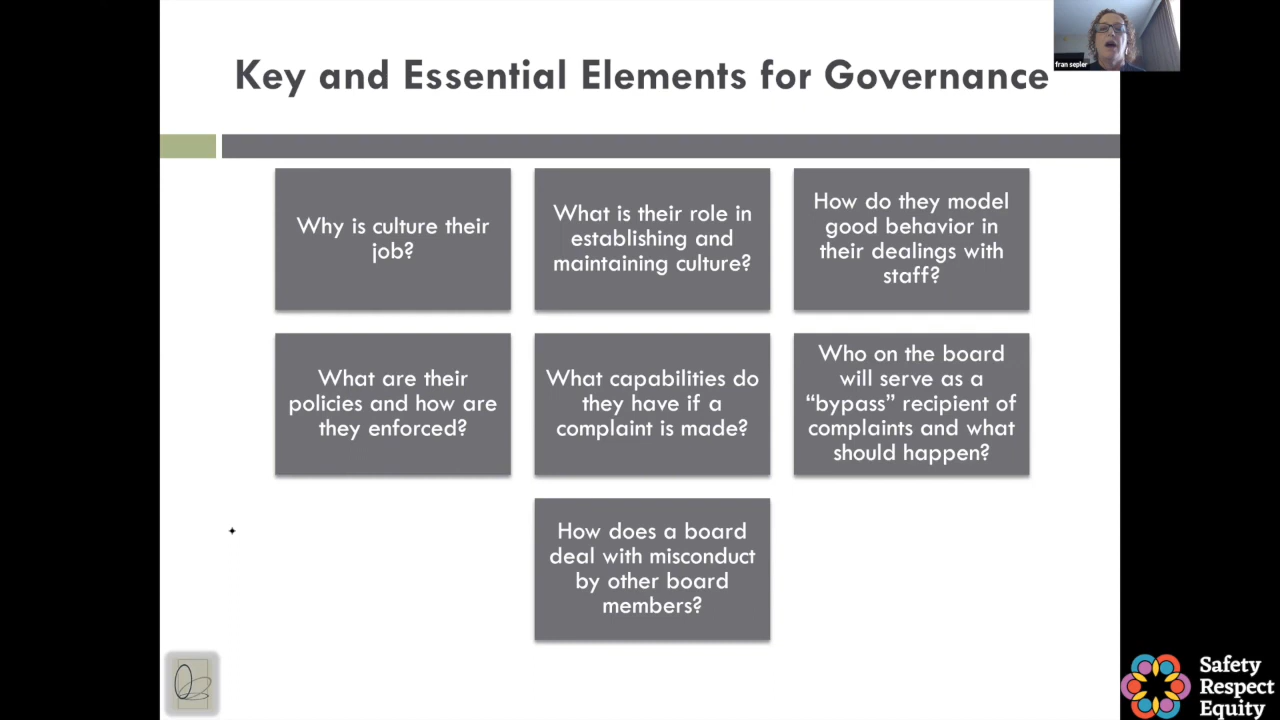 Key and Essential Elements for Governance
fran sepler
Why is culture their
job?
What is their role in
establishing and
maintaining culture?
How do they model
good behavior in
their dealings with
staff?
What are their
policies and how are
they enforced?
What capabilities do
they have if a
complaint is made?
Who on the board
will serve as a
“bypass” recipient of
complaints and what
should happen?
How does a board
deal with misconduct
by other board
members?
Safety
Respect
Equity